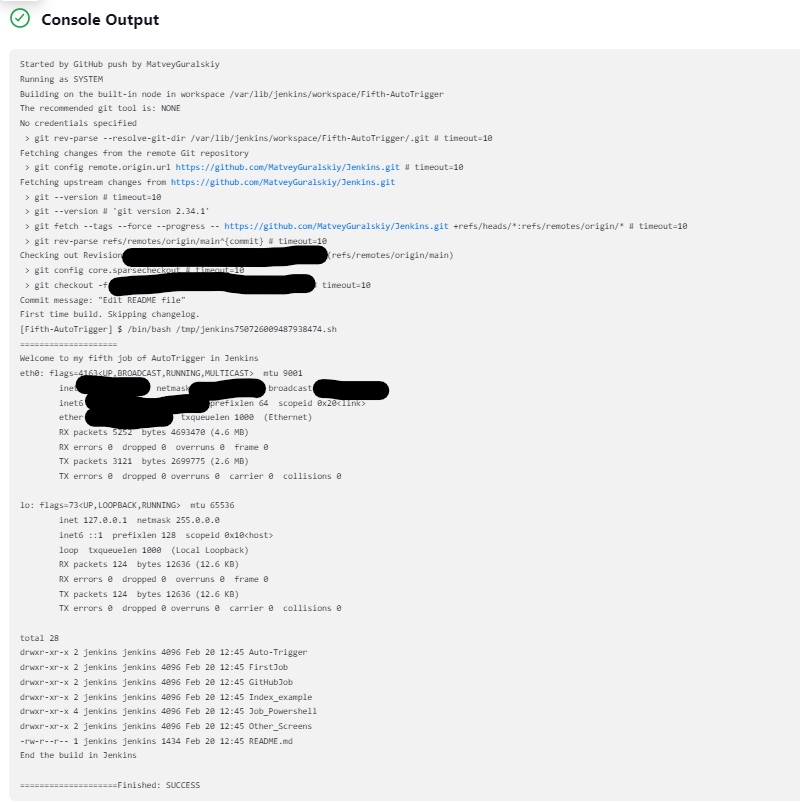 Console Output
Started by GitHub push by MatveyGuralskiy
Running as SYSTEM
Building on the built-in node in workspace /var/lib/jenkins/workspace/Fifth-AutoTrigger
The recommended git tool is: NONE
No credentials specified
 > git rev-parse --resolve-git-dir /var/lib/jenkins/workspace/Fifth-AutoTrigger/.git # timeout=10
Fetching changes from the remote Git repository
 > git config remote.origin.url https://github.com/MatveyGuralskiy/Jenkins.git # timeout=10
Fetching upstream changes from https://github.com/MatveyGuralskiy/Jenkins.git
 > git --version # timeout=10
 > git --version # 'git version 2.34.1'
 > git fetch --tags --force --progress -- https://github.com/MatveyGuralskiy/Jenkins.git +refs/heads/*:refs/remotes/origin/* # timeout=10
 > git rev-parse refs/remotes/origin/main^{commit} # timeout=10
Checking out Revision (refs/remotes/origin/main)
 > git config core.sparsecheckout # timeout=10
 > git checkout -f timeout=10
Commit message: "Edit README file"
First time build. Skipping changelog.
[Fifth-AutoTrigger] $ /bin/bash /tmp/jenkins750726009487938474.sh
====================
Welcome to my fifth job of AutoTrigger in Jenkins
eth0: flags=4163<UP,BROADCAST,RUNNING,MULTICAST>  mtu 9001
        inet netmask broadcast
        inet6 prefixlen 64  scopeid 0x20<link>
        ether txqueuelen 1000  (Ethernet)
        RX packets 5252  bytes 4693470 (4.6 MB)
        RX errors 0  dropped 0  overruns 0  frame 0
        TX packets 3121  bytes 2699775 (2.6 MB)
        TX errors 0  dropped 0 overruns 0  carrier 0  collisions 0

lo: flags=73<UP,LOOPBACK,RUNNING>  mtu 65536
        inet 127.0.0.1  netmask 255.0.0.0
        inet6 ::1  prefixlen 128  scopeid 0x10<host>
        loop  txqueuelen 1000  (Local Loopback)
        RX packets 124  bytes 12636 (12.6 KB)
        RX errors 0  dropped 0  overruns 0  frame 0
        TX packets 124  bytes 12636 (12.6 KB)
        TX errors 0  dropped 0 overruns 0  carrier 0  collisions 0

total 28
drwxr-xr-x 2 jenkins jenkins 4096 Feb 20 12:45 Auto-Trigger
drwxr-xr-x 2 jenkins jenkins 4096 Feb 20 12:45 FirstJob
drwxr-xr-x 2 jenkins jenkins 4096 Feb 20 12:45 GitHubJob
drwxr-xr-x 2 jenkins jenkins 4096 Feb 20 12:45 Index_example
drwxr-xr-x 4 jenkins jenkins 4096 Feb 20 12:45 Job_Powershell
drwxr-xr-x 2 jenkins jenkins 4096 Feb 20 12:45 Other_Screens
-rw-r--r-- 1 jenkins jenkins 1434 Feb 20 12:45 README.md
End the build in Jenkins

====================Finished: SUCCESS